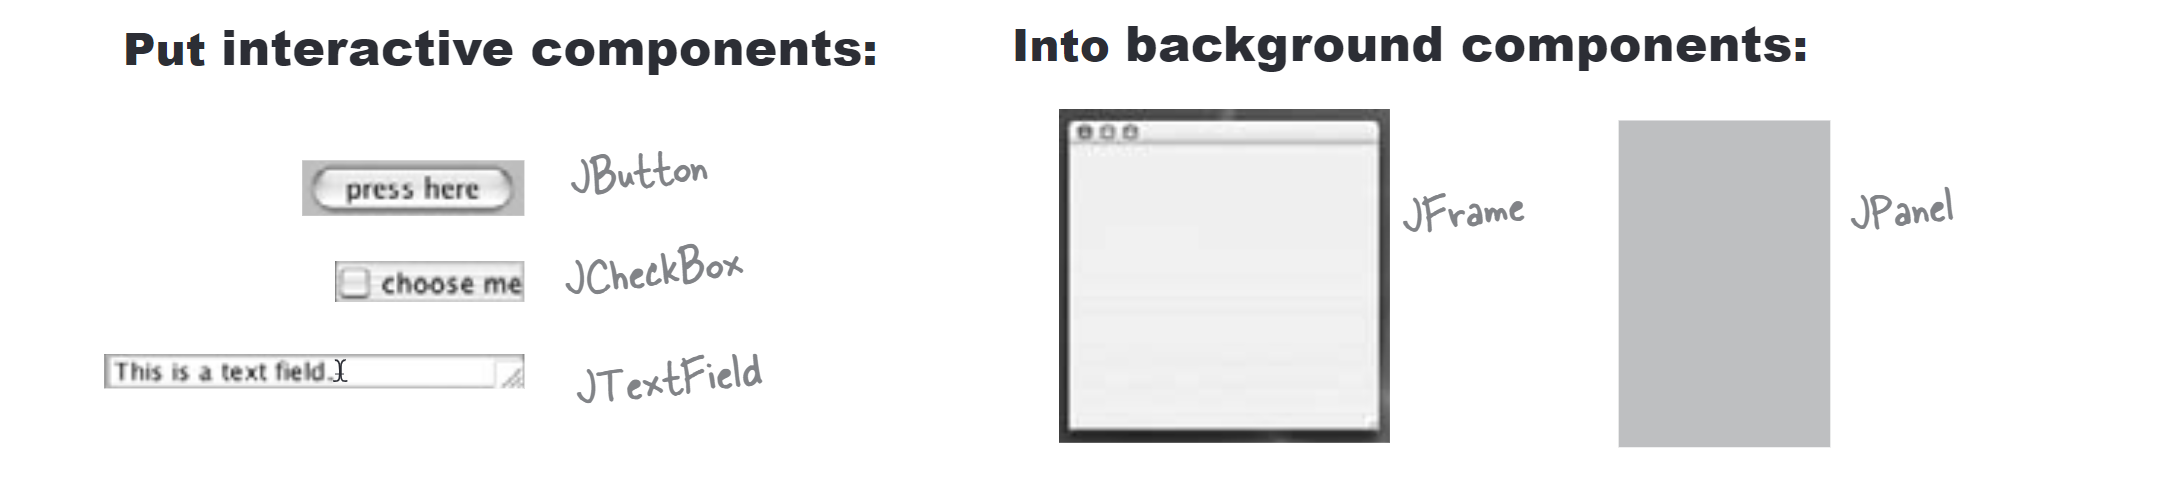 Put interactive components:
press here
JButton
choose me
JCheckBox
This is a text field.
JTextField
Into background components:
JFrame
JPanel